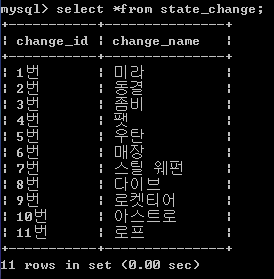 mysql> select *from state_change;
+-----------+-------------+
| change_id | change_name |
+-----------+-------------+
| 1번 | 미라 |
| 2번 | 동결 |
| 3번 | 좀비 |
| 4번 | 팻 |
| 5번 | 우탄 |
| 6번 | 매장 |
| 7번 | 스틸 웨펀 |
| 8번 | 다이브 |
| 9번 | 로켓티어 |
| 10번 | 아스트로 |
| 11번 | 로프 |
+-----------+-------------+
11 rows in set (0.00 sec)